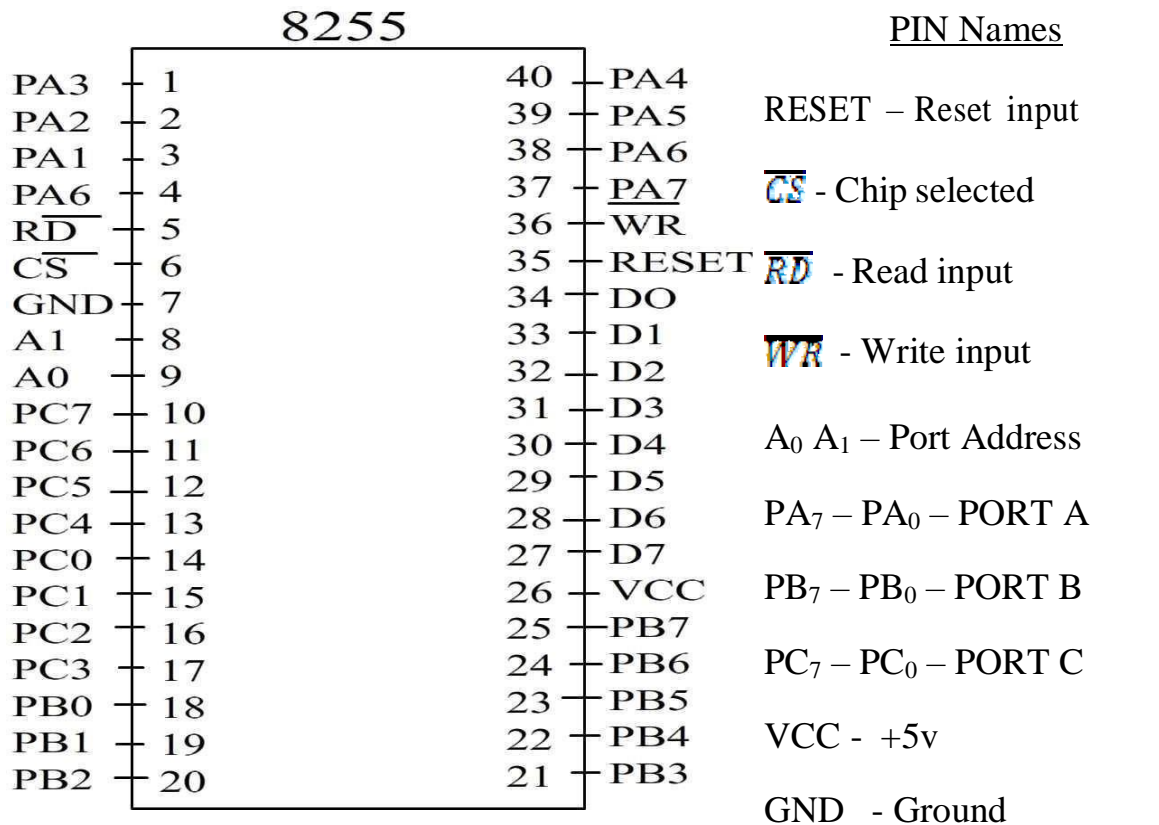 8255
PA3 1
PA2 2
PA1 3
PA6 4
RD 5
CS 6
GND 7
A1 8
A0 9
PC7 10
PC6 11
PC5 12
PC4 13
PC0 14
PC1 15
PC2 16
PC3 17
PB0 18
PB1 19
PB2 20
40 PA4
39 PA5
38 PA6
37 PA7
36 WR
35 RESET
34 DO
33 D1
32 D2
31 D3
30 D4
29 D5
28 D6
27 D7
26 VCC
25 PB7
24 PB6
23 PB5
22 PB4
21 PB3
PIN Names
RESET – Reset input
CS - Chip selected
RD - Read input
WR - Write input
A₀ A₁ – Port Address
PA₇ – PA₀ – PORT A
PB₇ – PB₀ – PORT B
PC₇ – PC₀ – PORT C
VCC - +5v
GND - Ground